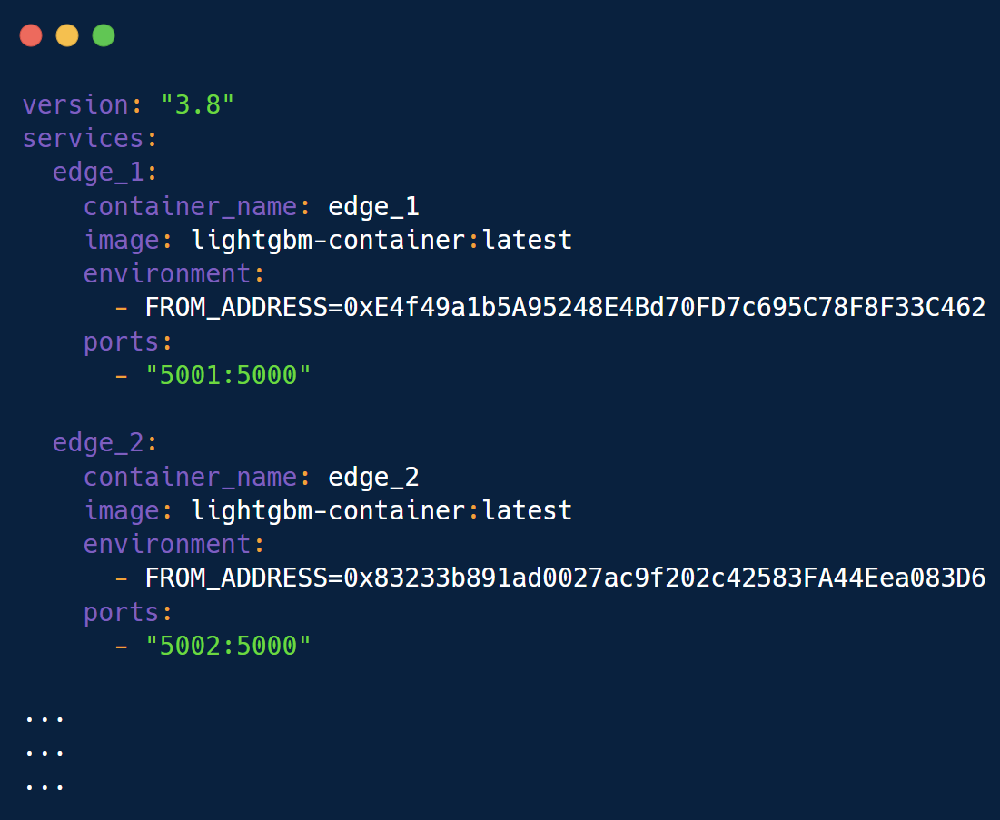 version: "3.8"
services:
  edge_1:
    container_name: edge_1
    image: lightgbm-container:latest
    environment:
      - FROM_ADDRESS=0xE4f49a1b5A95248E4Bd70FD7c695C78F8F33C462
    ports:
      - "5001:5000"

  edge_2:
    container_name: edge_2
    image: lightgbm-container:latest
    environment:
      - FROM_ADDRESS=0x83233b891ad0027ac9f202c42583FA44Eea083D6
    ports:
      - "5002:5000"

...
...
...